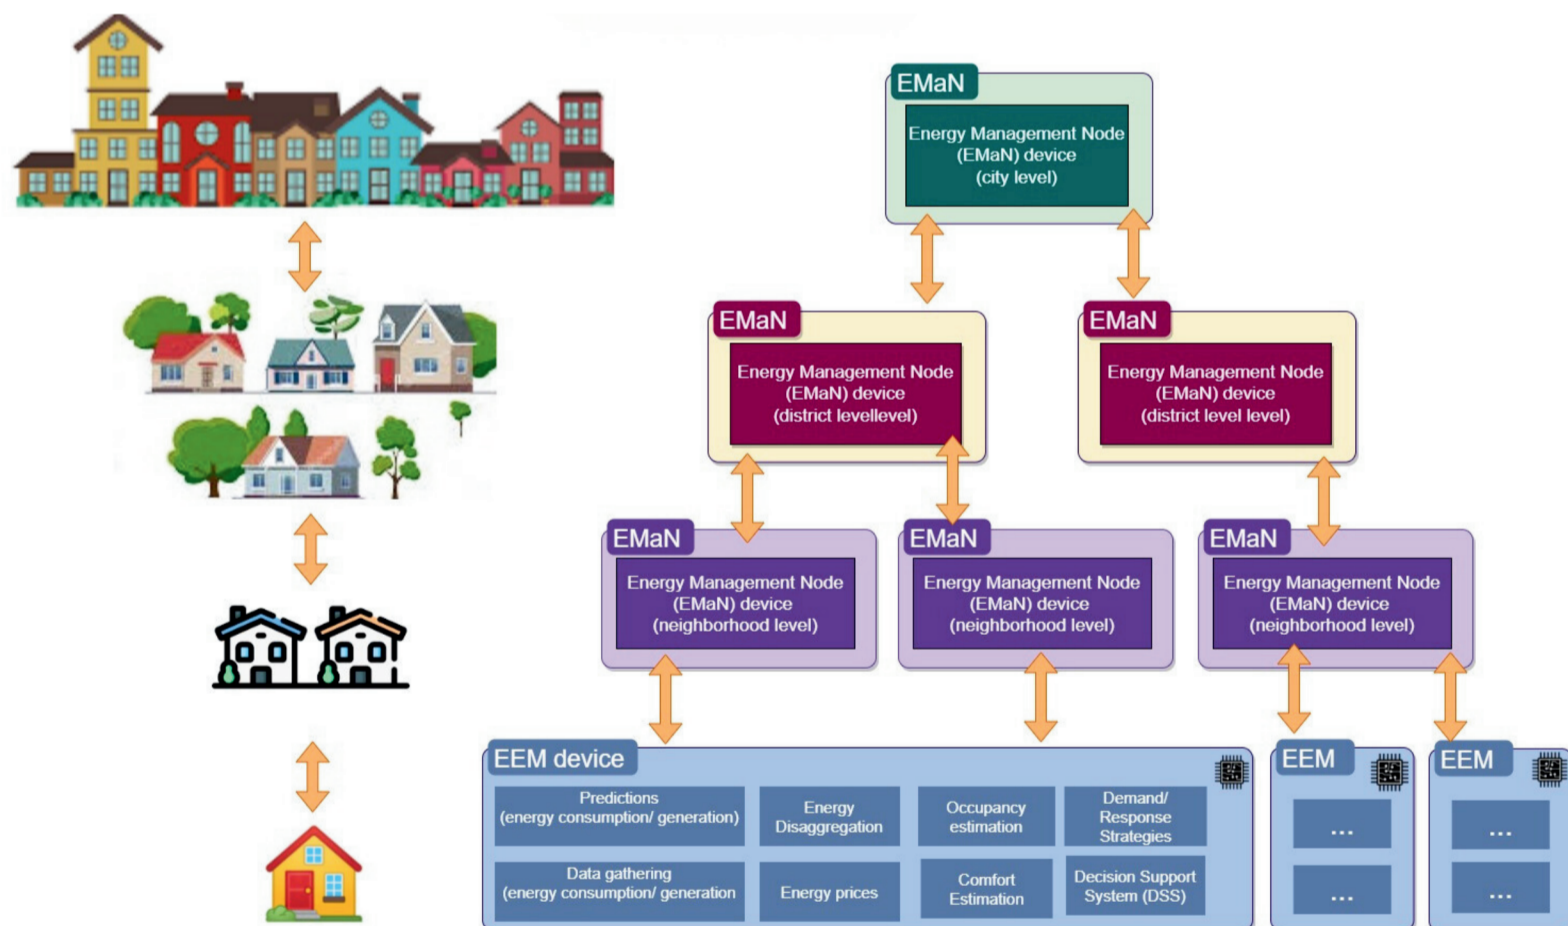 EMaN
Energy Management Node
(EMaN) device
(city level)
EMaN
Energy Management Node
(EMaN) device
(district levellevel)
EMaN
Energy Management Node
(EMaN) device
(district level level)
EMaN
Energy Management Node
(EMaN) device
(neighborhood level)
EMaN
Energy Management Node
(EMaN) device
(neighborhood level)
EMaN
Energy Management Node
(EMaN) device
(neighborhood level)
EEM device
Predictions
(energy consumption/ generation)
Energy
Disaggregation
Occupancy
estimation
Demand/
Response
Strategies
Data gathering
(energy consumption/ generation
Energy prices
Comfort
Estimation
Decision Support
System (DSS)
EEM
...
...
EEM
...
...